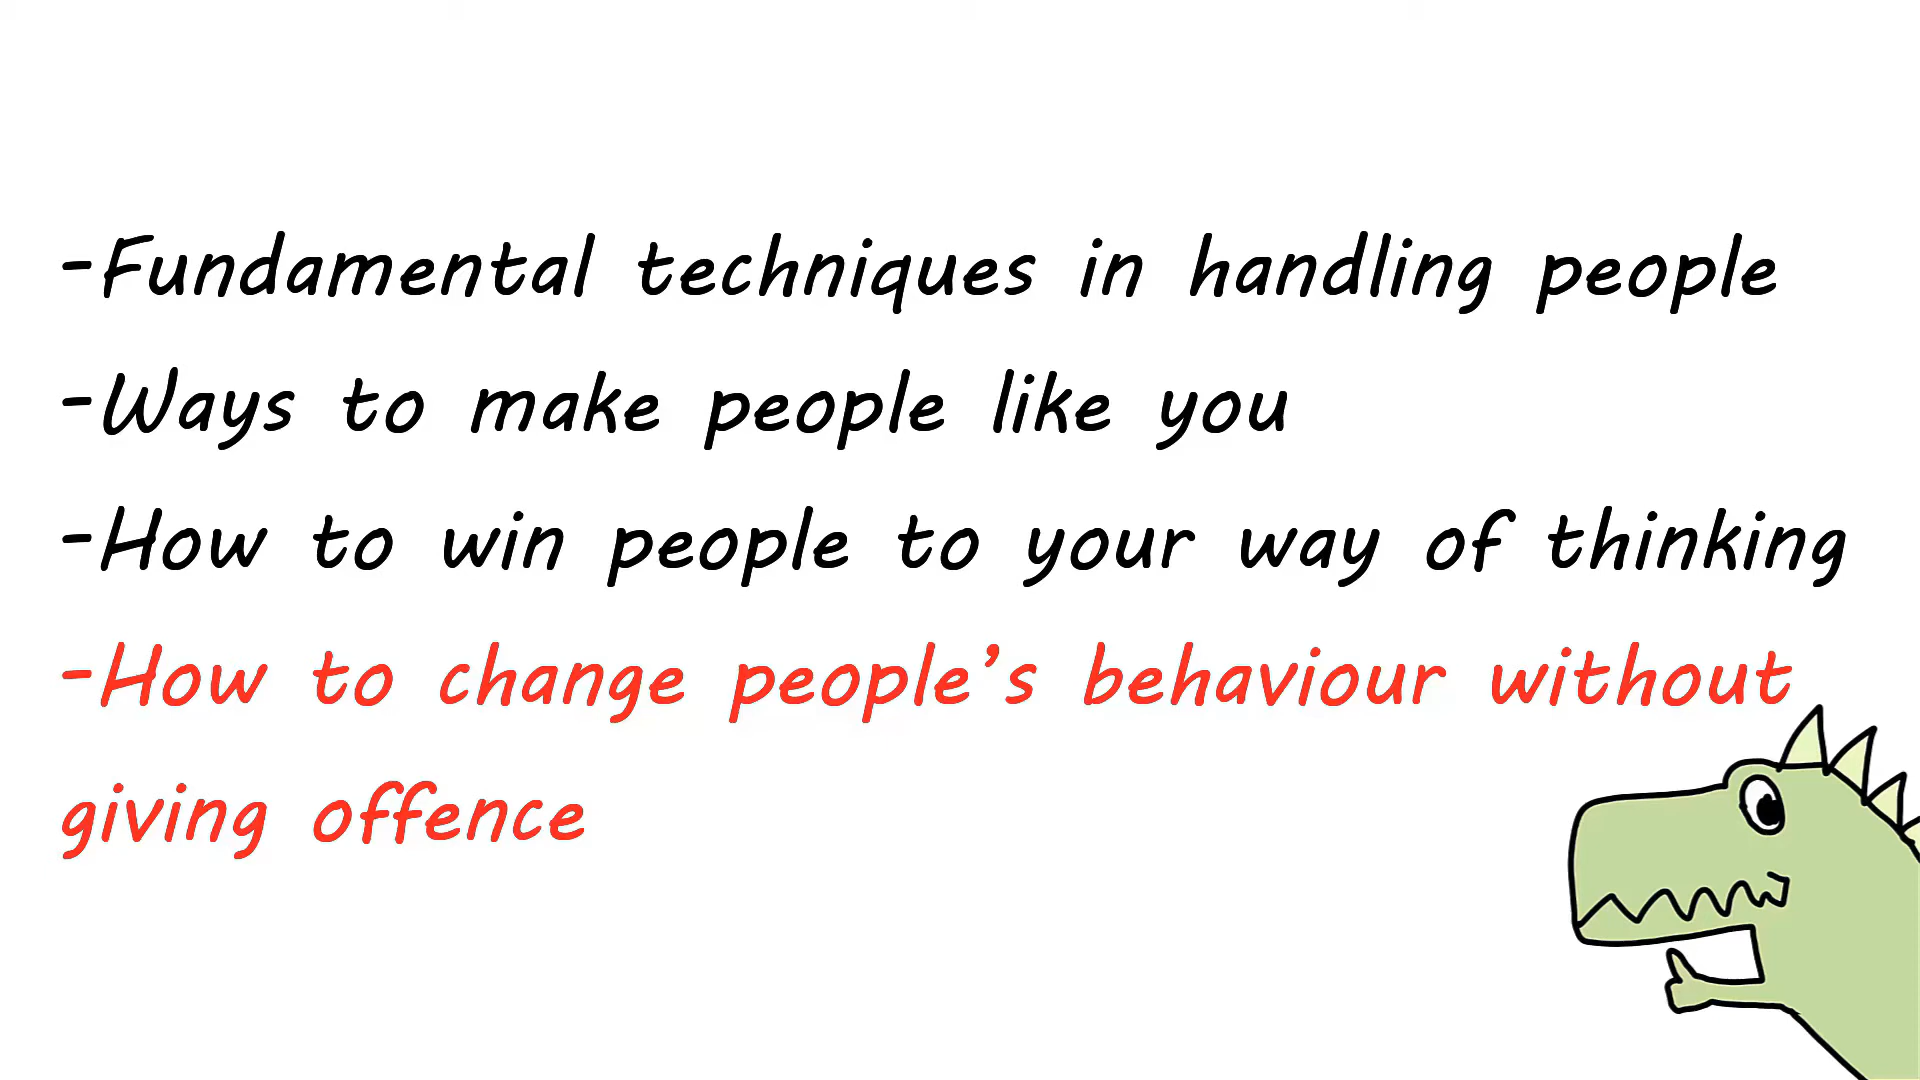 -Fundamental techniques in handling people
-Ways to make people like you
-How to win people to your way of thinking
-How to change people’s behaviour without
giving offence